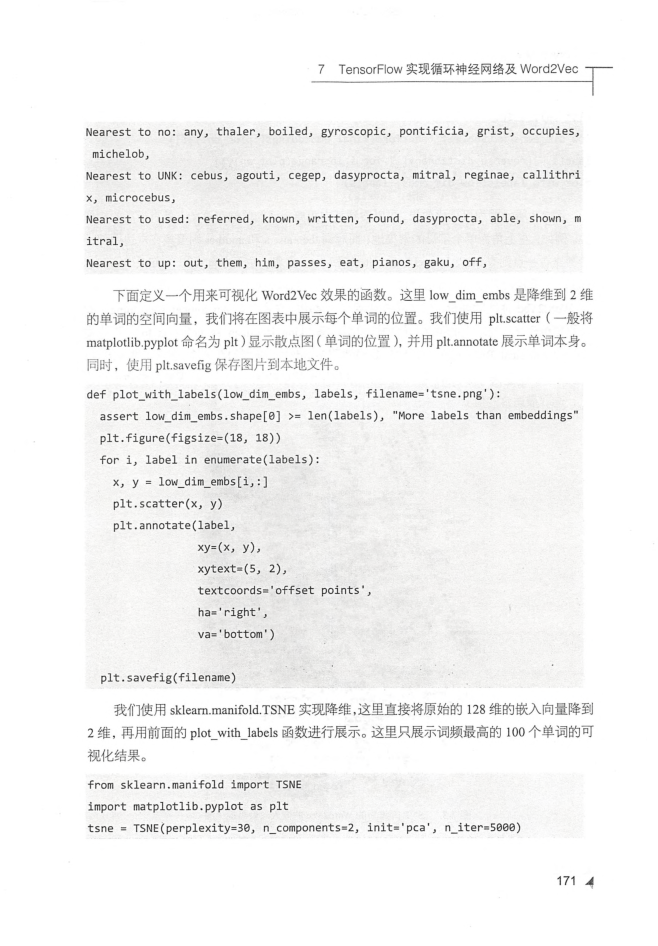 7 TensorFlow 实现循环神经网络及 Word2Vec
Nearest to no: any, thaler, boiled, gyroscopic, pontificia, grist, occupies,
michelob,
Nearest to UNK: cebus, agouti, cegep, dasyprocta, mitral, reginae, callithri
x, microcebus,
Nearest to used: referred, known, written, found, dasyprocta, able, shown, m
itral,
Nearest to up: out, them, him, passes, eat, pianos, gaku, off,
下面定义一个用来可视化 Word2Vec 效果的函数。这里 low_dim_embs 是降维到 2 维
的单词的空间向量，我们将在图表中展示每个单词的位置。我们使用 plt.scatter（一般将
matplotlib.pyplot 命名为 plt）显示散点图（单词的位置），并用 plt.annotate 展示单词本身。
同时，使用 plt.savefig 保存图片到本地文件。
def plot_with_labels(low_dim_embs, labels, filename='tsne.png'):
  assert low_dim_embs.shape[0] >= len(labels), "More labels than embeddings"
  plt.figure(figsize=(18, 18))
  for i, label in enumerate(labels):
    x, y = low_dim_embs[i,:]
    plt.scatter(x, y)
    plt.annotate(label,
                 xy=(x, y),
                 xytext=(5, 2),
                 textcoords='offset points',
                 ha='right',
                 va='bottom')
  plt.savefig(filename)
我们使用 sklearn.manifold.TSNE 实现降维，这里直接将原始的 128 维的嵌入向量降到
2 维，再用前面的 plot_with_labels 函数进行展示。这里只展示词频最高的 100 个单词的可
视化结果。
from sklearn.manifold import TSNE
import matplotlib.pyplot as plt
tsne = TSNE(perplexity=30, n_components=2, init='pca', n_iter=5000)
171